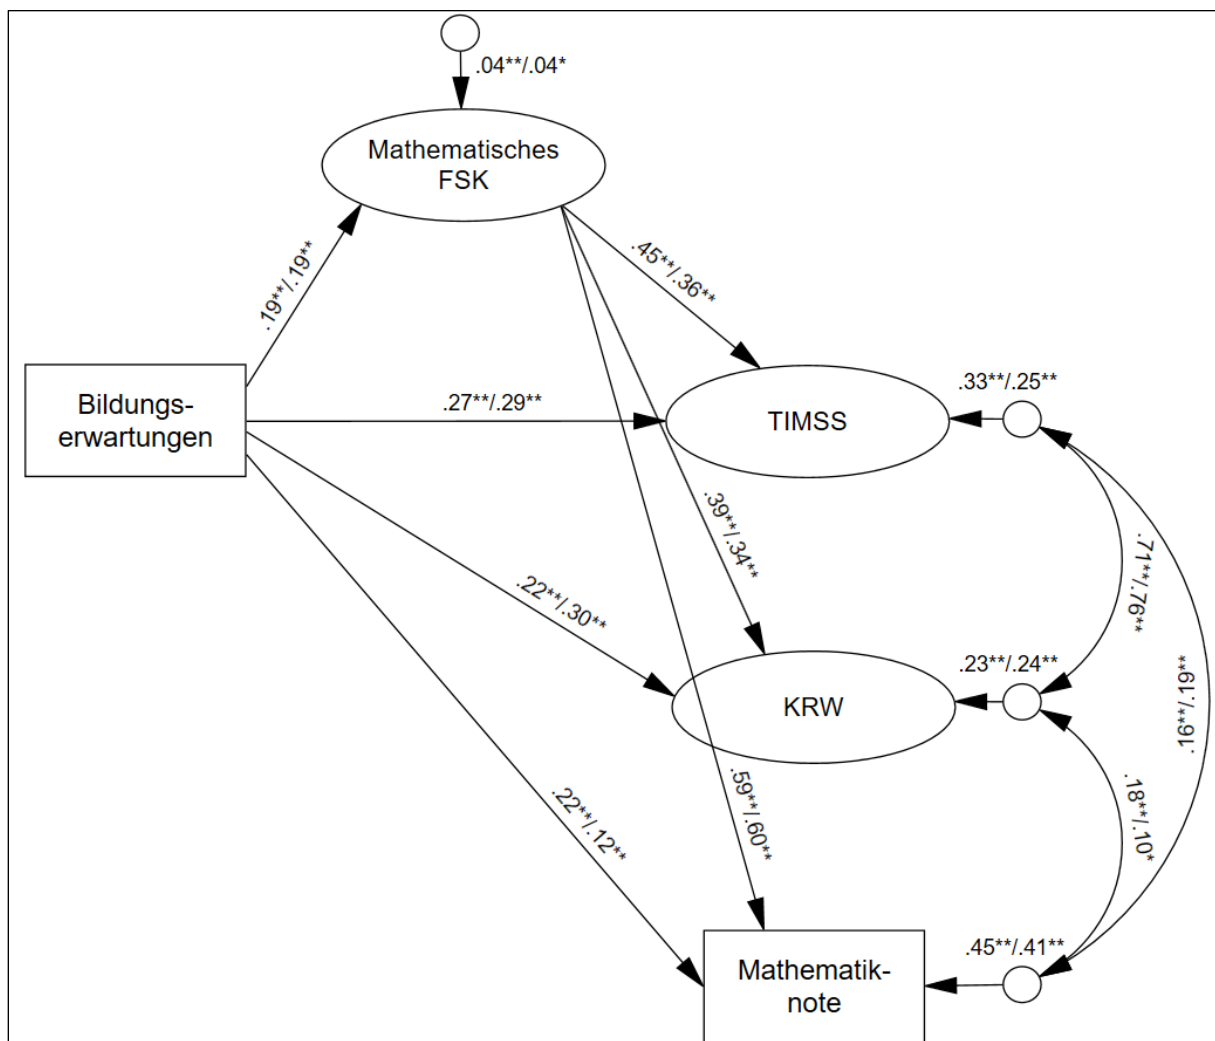 .04**/.04*
Mathematisches
FSK
.19**/.19**
.45**/.36**
Bildungs-
erwartungen
.27**/.29**
TIMSS
.33**/.25**
.39**/.34**
.71**/.76**
.22**/.30**
KRW
.23**/.24**
.16**/.19**
.22**/.12**
.59**/.60**
.18**/.10*
Mathematik-
note
.45**/.41**